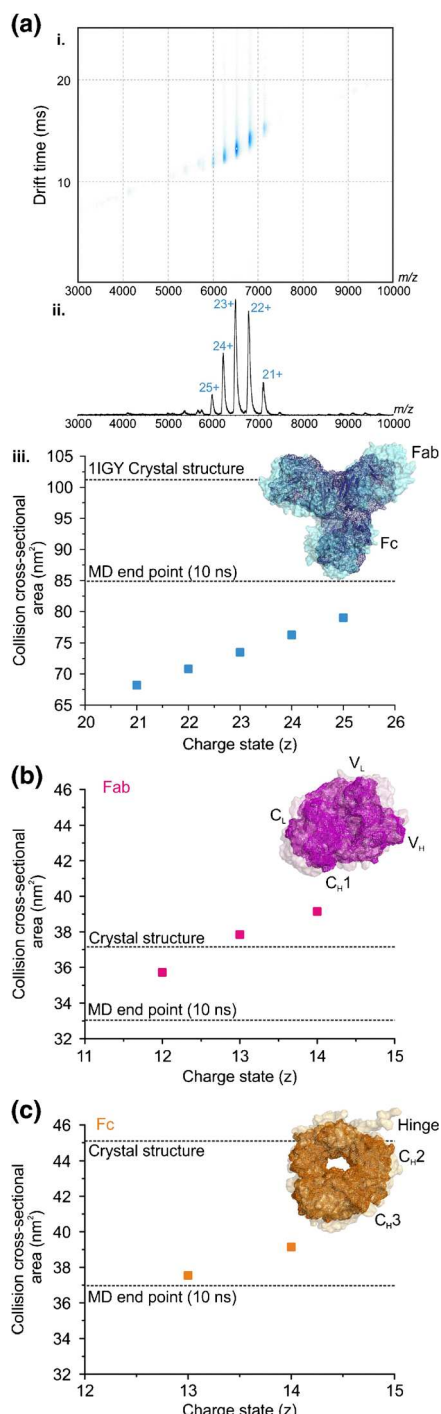 (a)
i.
20
Drift time (ms)
10
3000 4000 5000 6000 7000 8000 9000 10000 m/z
ii.
23+
22+
24+
25+
21+
3000 4000 5000 6000 7000 8000 9000 10000 m/z
iii.
105
1IGY Crystal structure
Fab
100
95
Fc
90
MD end point (10 ns)
85
80
75
70
65
Collision cross-sectional
area (nm²)
20 21 22 23 24 25 26
Charge state (z)
(b)
46
Fab
VL
44
CL
VH
42
CH1
40
38
Crystal structure
36
34
MD end point (10 ns)
32
Collision cross-sectional
area (nm²)
11 12 13 14 15
Charge state (z)
(c)
46
Fc
Hinge
Crystal structure
44
CH2
42
CH3
40
38
MD end point (10 ns)
36
34
32
Collision cross-sectional
area (nm²)
12 13 14 15
Charge state (z)